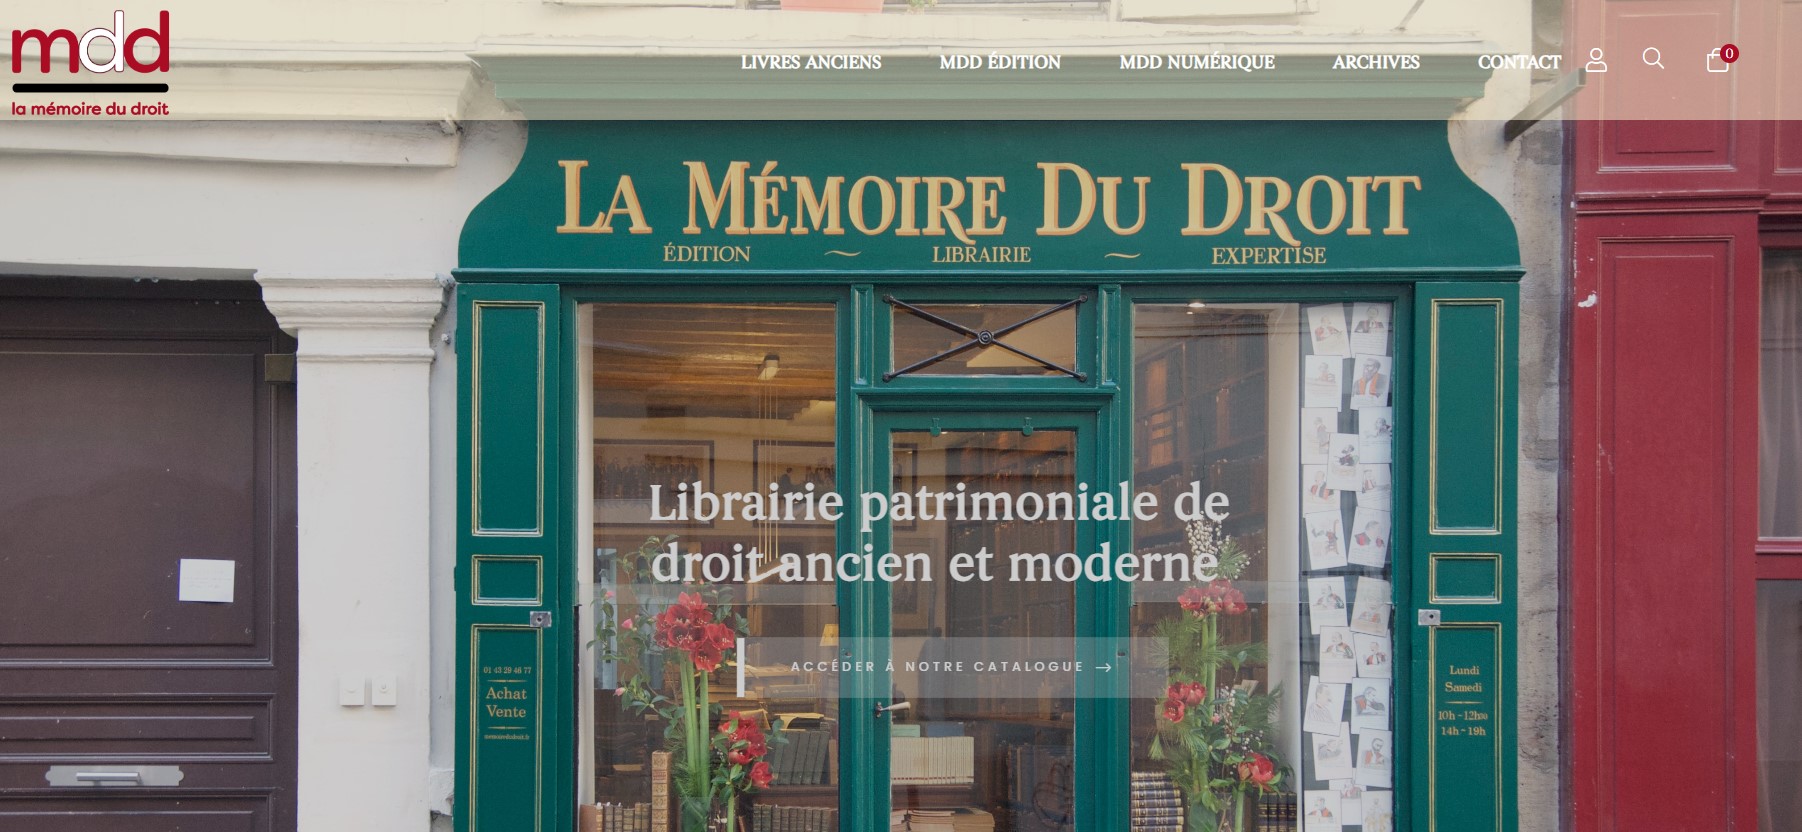 mdd
la mémoire du droit
LIVRES ANCIENS
MDD ÉDITION
MDD NUMÉRIQUE
ARCHIVES
CONTACT
0
LA MÉMOIRE DU DROIT
ÉDITION ~ LIBRAIRIE ~ EXPERTISE
Librairie patrimoniale de
droit ancien et moderne
ACCÉDER À NOTRE CATALOGUE →
01 43 29 46 77
Achat
Vente
memoiredudroit.fr
Lundi
Samedi
10h - 12h30
14h - 19h